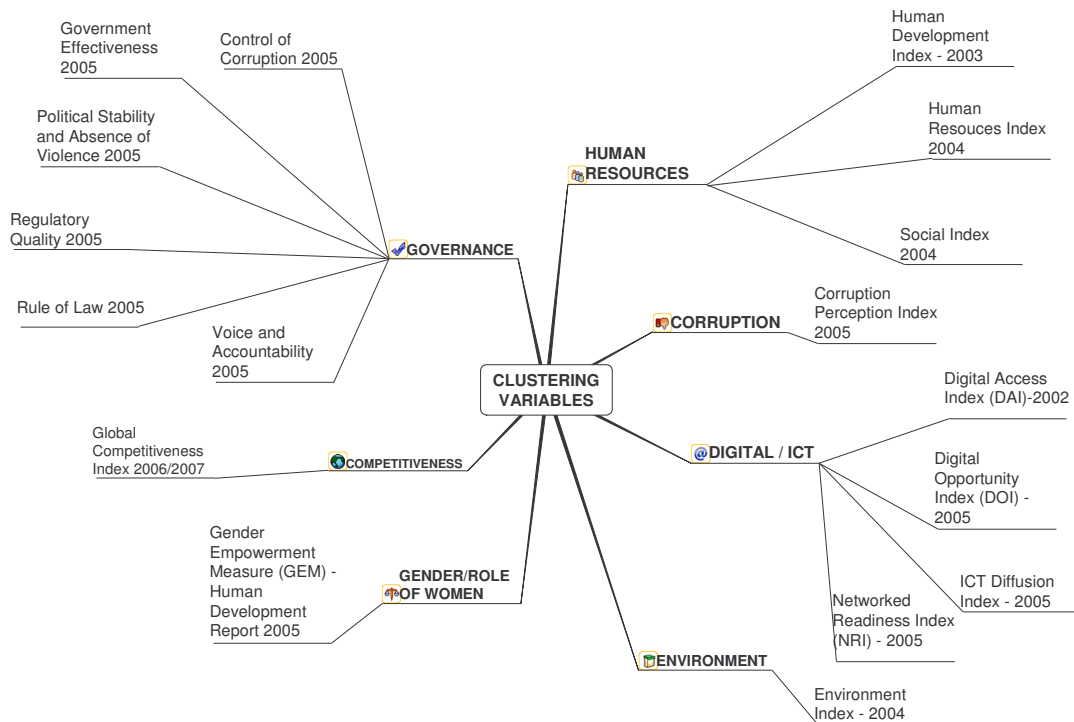 Government
Effectiveness
2005
Control of
Corruption 2005
Political Stability
and Absence of
Violence 2005
Regulatory
Quality 2005
Rule of Law 2005
Voice and
Accountability
2005
GOVERNANCE
Human
Development
Index - 2003
Human
Resouces Index
2004
Social Index
2004
HUMAN
RESOURCES
CORRUPTION
Corruption
Perception Index
2005
CLUSTERING
VARIABLES
Digital Access
Index (DAI)-2002
Digital
Opportunity
Index (DOI) -
2005
ICT Diffusion
Index - 2005
Networked
Readiness Index
(NRI) - 2005
@DIGITAL / ICT
Global
Competitiveness
Index 2006/2007
COMPETITIVENESS
Gender
Empowerment
Measure (GEM) -
Human
Development
Report 2005
GENDER/ROLE
OF WOMEN
ENVIRONMENT
Environment
Index - 2004